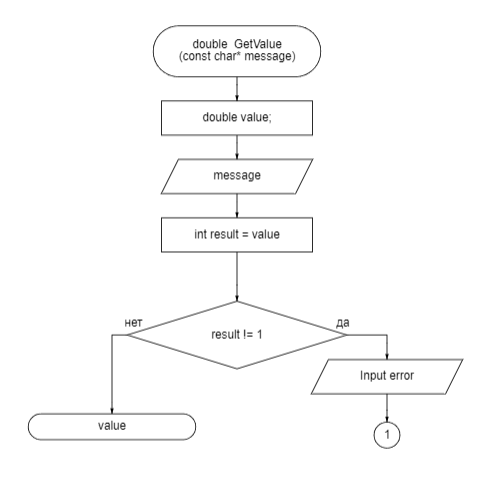 double GetValue
(const char* message)
double value;
message
int result = value
нет
да
result != 1
Input error
value
1